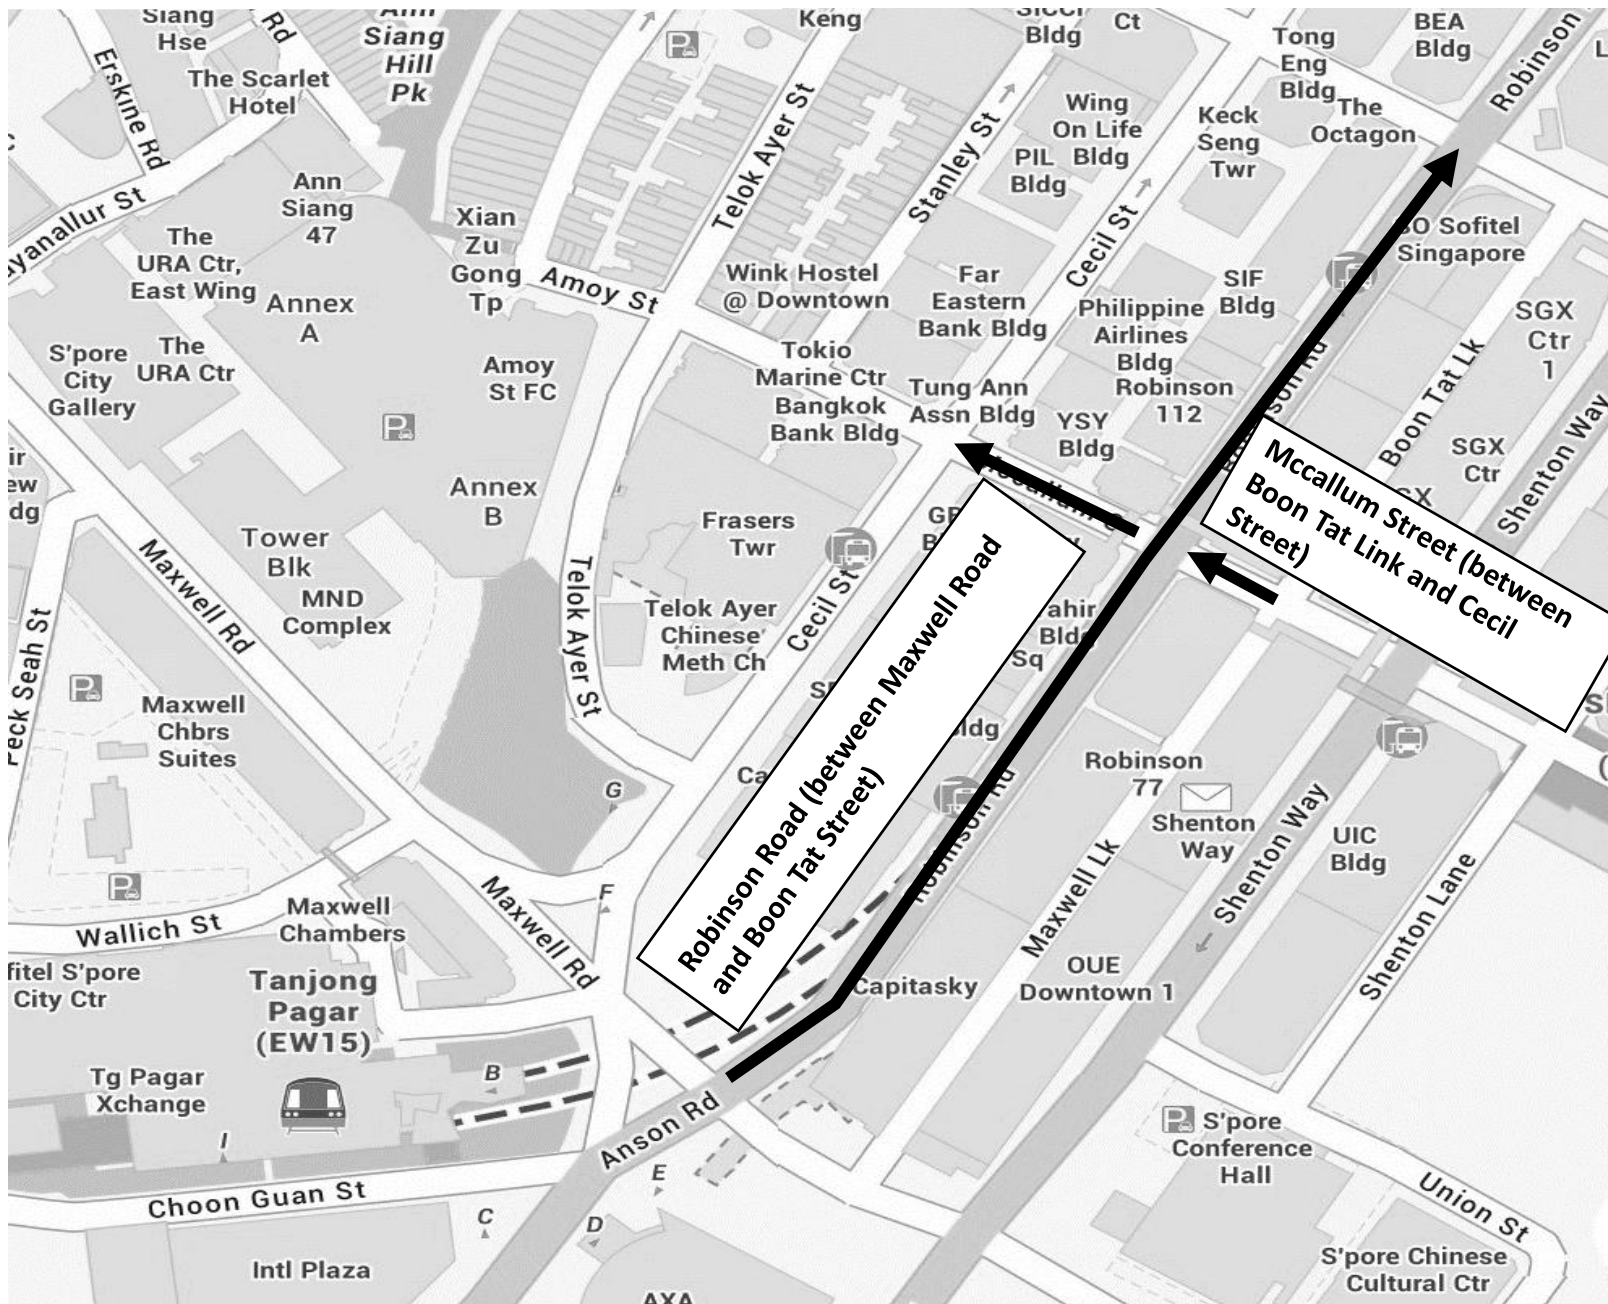 Siang
Hse
Rd
Ann
Siang
Hill
Pk
Keng
Bldg
Ct
Tong
Eng
Bldg
BEA
Bldg
Robinson
Erskine Rd
The Scarlet
Hotel
Telok Ayer St
Stanley St
Wing
On Life
Bldg
PIL
Bldg
Keck
Seng
Twr
The
Octagon
Ann
Siang
47
Xian
Zu
Gong
Tp
Cecil St
SO Sofitel
Singapore
The
URA Ctr,
East Wing
Annex
A
Amoy St
Wink Hostel
@ Downtown
Far
Eastern
Bank Bldg
Philippine
Airlines
Bldg
SIF
Bldg
SGX
Ctr
1
S'pore
City
Gallery
The
URA Ctr
Amoy
St FC
Tokio
Marine Ctr
Bangkok
Bank Bldg
Tung Ann
Assn Bldg
YSY
Bldg
Robinson
112
Boon Tat Lk
Shenton Way
SGX
Ctr
Mccallum Street (between
Boon Tat Link and Cecil
Street)
Annex
B
Frasers
Twr
Tower
Blk
MND
Complex
Maxwell Rd
Telok Ayer St
Telok Ayer
Chinese
Meth Ch
Cecil St
Robinson Road (between Maxwell Road
and Boon Tat Street)
Sq
Peck Seah St
Maxwell
Chbrs
Suites
G
Robinson
77
Shenton
Way
Shenton Way
UIC
Bldg
Robinson Rd
Maxwell Lk
Shenton Lane
F
Wallich St
Maxwell
Chambers
Maxwell Rd
S'pore
City Ctr
Tanjong
Pagar
(EW15)
Capitasky
OUE
Downtown 1
Tg Pagar
Xchange
B
I
Anson Rd
E
C
D
Choon Guan St
Intl Plaza
AXA
S'pore
Conference
Hall
Union St
S'pore Chinese
Cultural Ctr